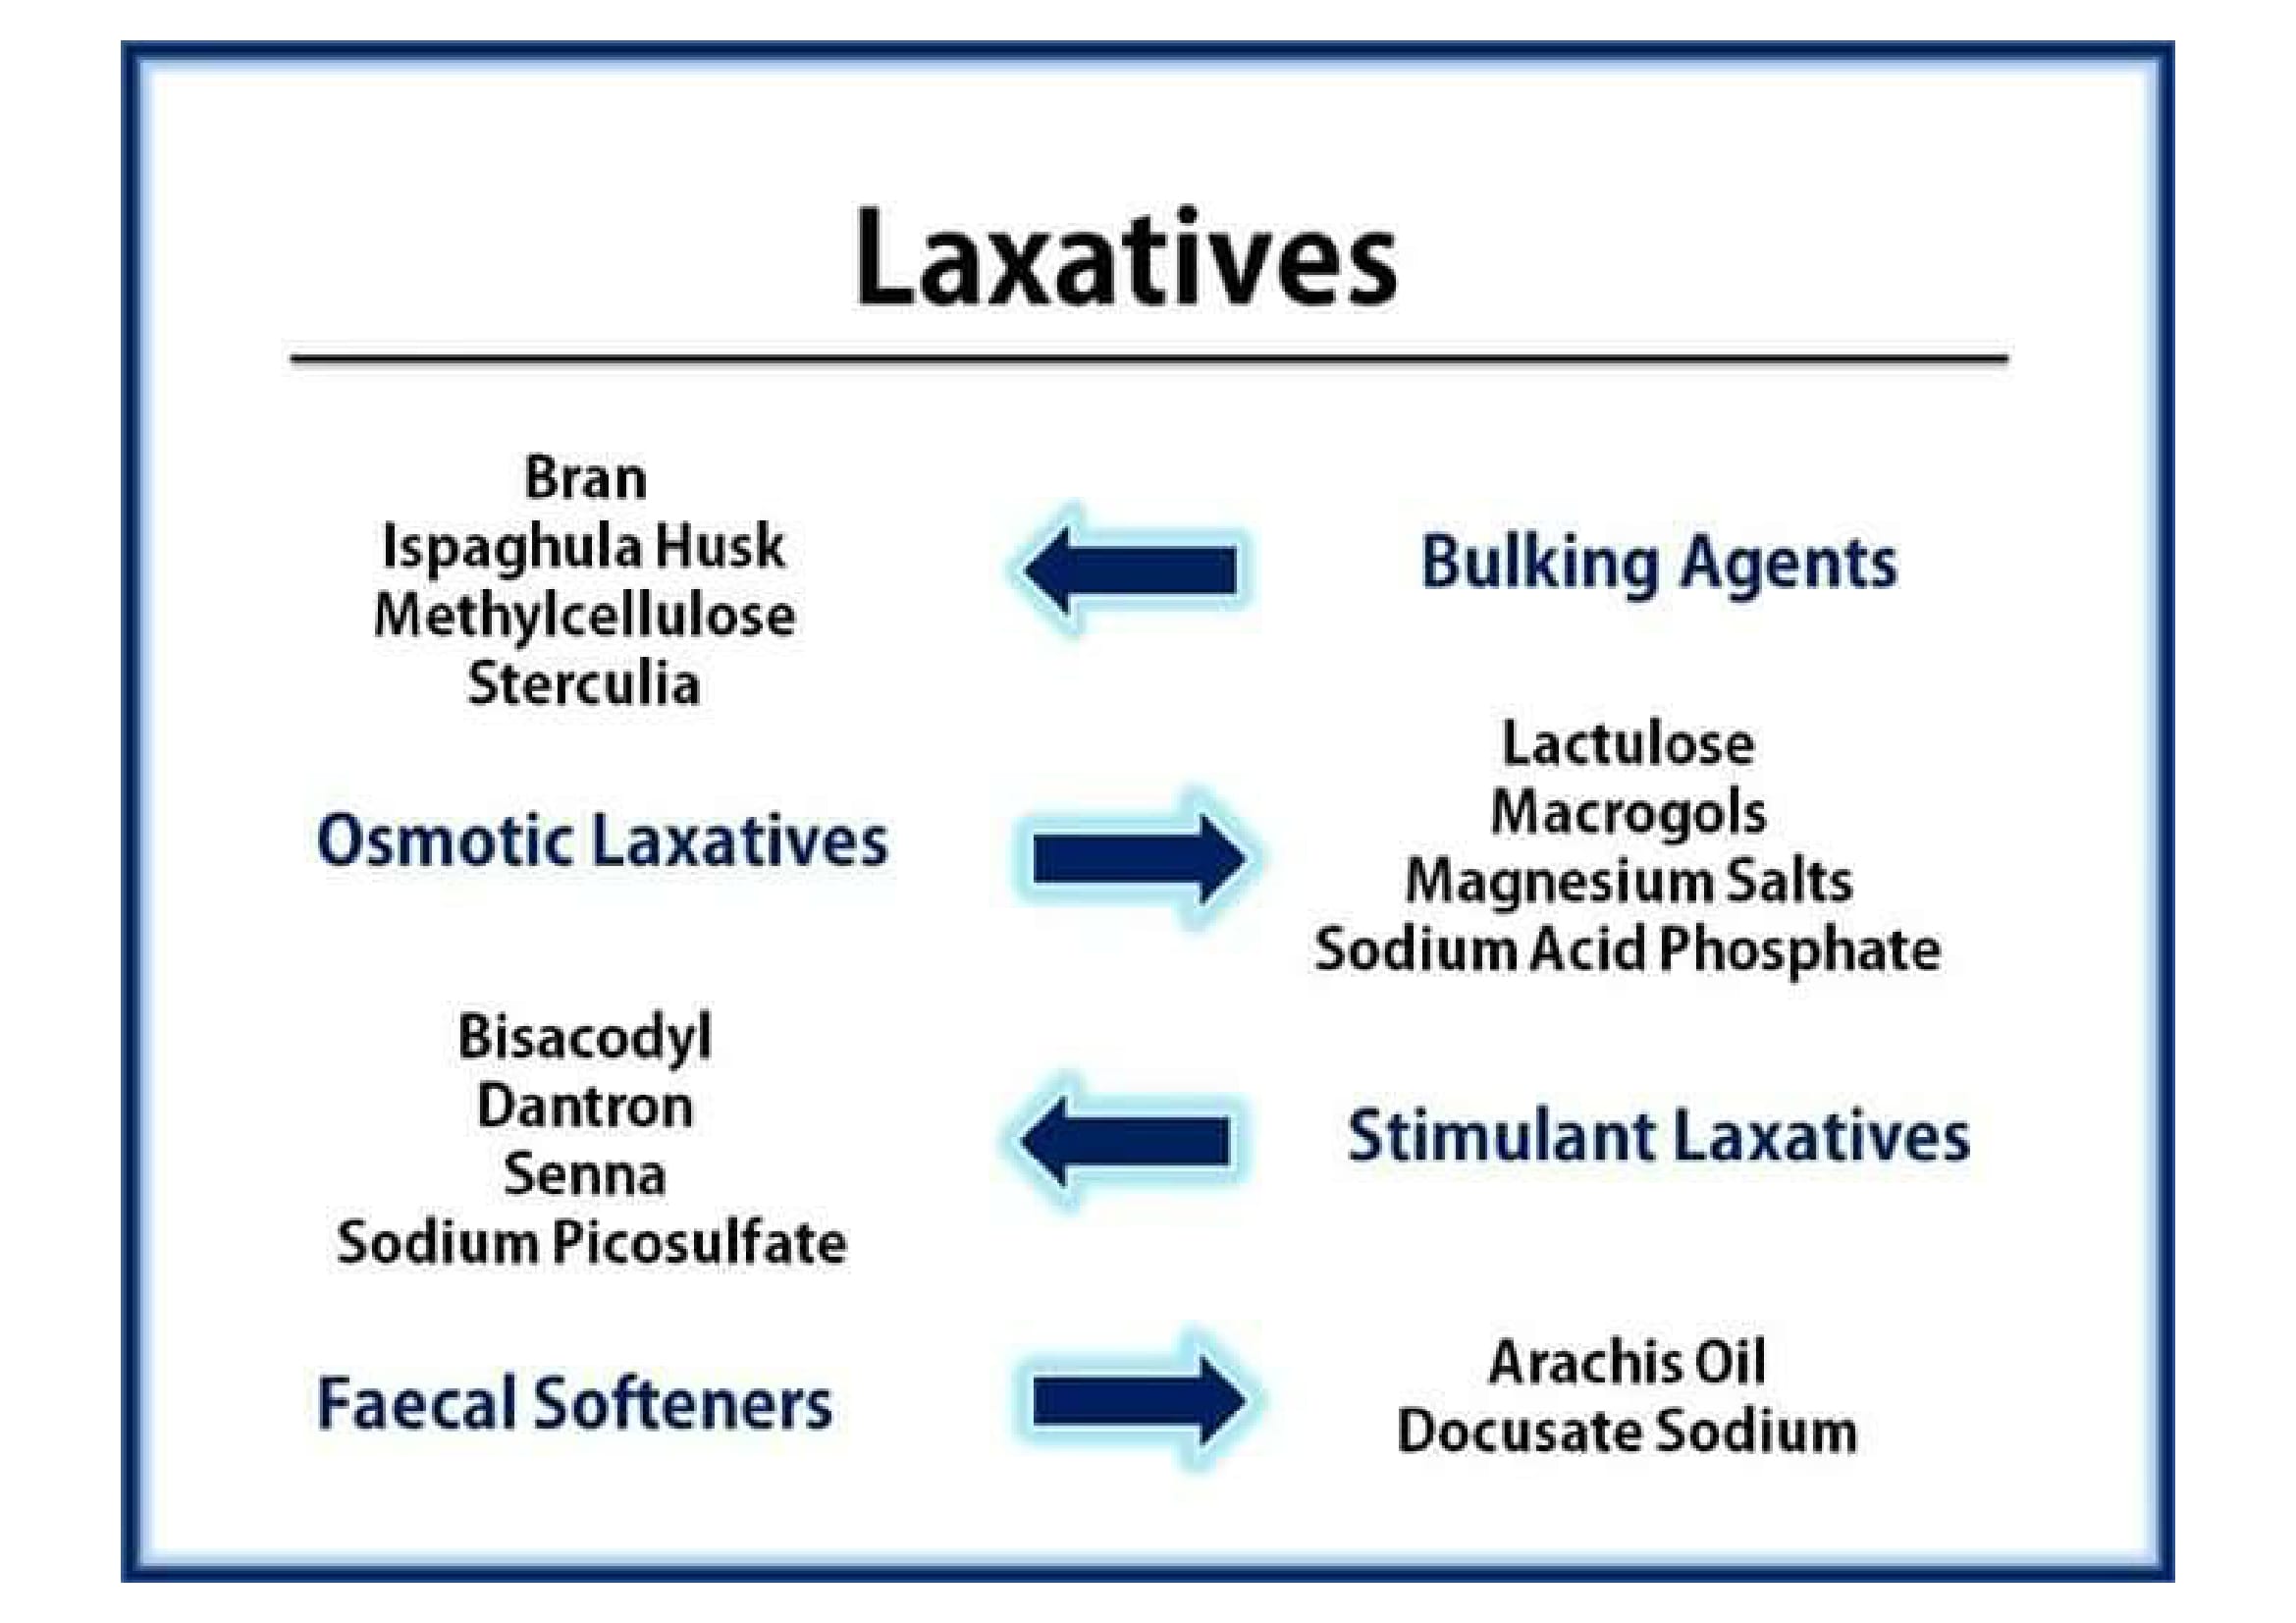 Laxatives
Bran
Ispaghula Husk
Methylcellulose
Sterculia
Bulking Agents
Osmotic Laxatives
Lactulose
Macrogols
Magnesium Salts
Sodium Acid Phosphate
Bisacodyl
Dantron
Senna
Sodium Picosulfate
Stimulant Laxatives
Faecal Softeners
Arachis Oil
Docusate Sodium